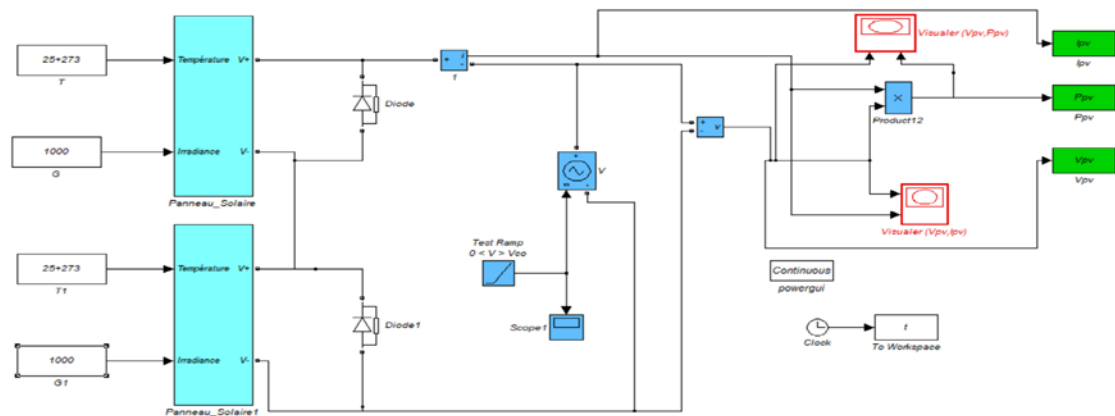 25+273
T
1000
G
Température V+
Irradiance V-
Panneau_Solaire
25+273
T1
1000
G1
Température V+
Irradiance V-
Panneau_Solaire1
Diode
Diode1
+ i
-
1
+
V
-
Test Ramp
0 < V > Vco
Scope1
+ v
-
Visualer (Vpv,Ppv)
×
Product12
Visualer (Vpv,Ipv)
Ipv
Ipv
Ppv
Ppv
Vpv
Vpv
Continuous
powergui
Clock
t
To Workspace